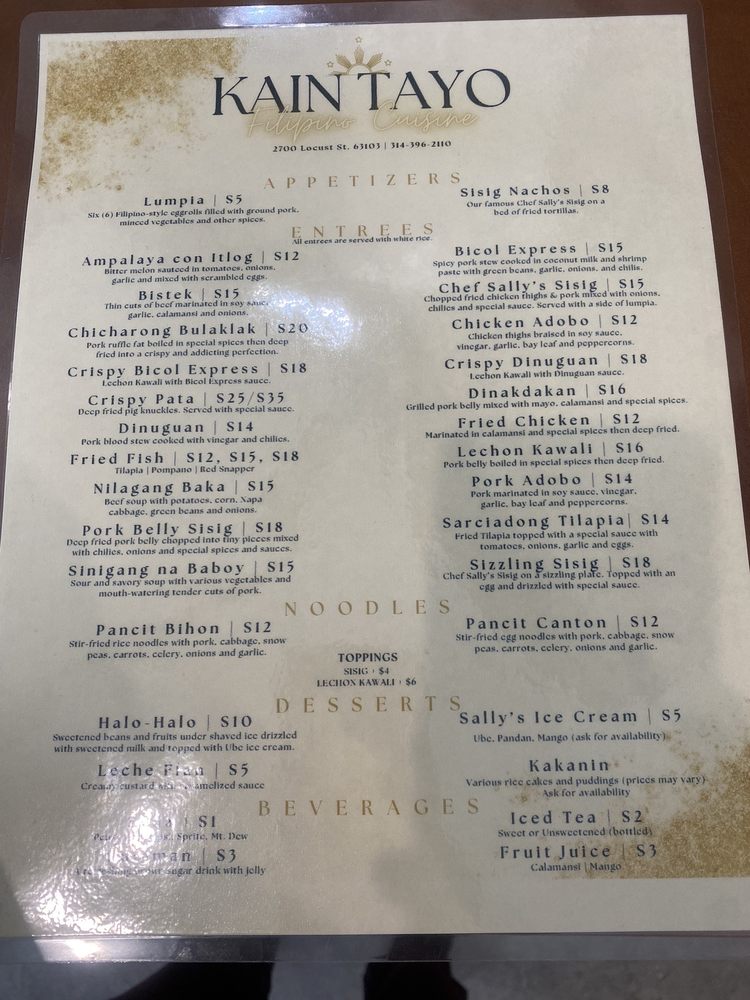 KAIN TAYO
Filipino Cuisine
2700 Locust St. 63103 | 314-396-2110
APPETIZERS
Lumpia | $5
Six (6) Filipino-style eggrolls filled with ground pork,
minced vegetables and other spices.
Sisig Nachos | $8
Our famous Chef Sally's Sisig on a
bed of fried tortillas.
ENTREES
All entrees are served with white rice.
Ampalaya con Itlog | $12
Bitter melon sauteed in tomatoes, onions,
garlic and mixed with scrambled eggs.
Bistek | $15
Thin cuts of beef marinated in soy sauce,
garlic, calamansi and onions.
Chicharong Bulaklak | $20
Pork ruffle fat boiled in special spices then deep
fried into a crispy and addicting perfection.
Crispy Bicol Express | $18
Lechon Kawali with Bicol Express sauce.
Crispy Pata | $25/$35
Deep fried pig knuckles. Served with special sauce.
Dinuguan | $14
Pork blood stew cooked with vinegar and chilies.
Fried Fish | $12, $15, $18
Tilapia | Pompano | Red Snapper
Nilagang Baka | $15
Beef soup with potatoes, corn, Napa
cabbage, green beans and onions.
Pork Belly Sisig | $18
Deep fried pork belly chopped into tiny pieces mixed
with chilies, onions and special spices and sauces.
Sinigang na Baboy | $15
Sour and savory soup with various vegetables and
mouth-watering tender cuts of pork.
Bicol Express | $15
Spicy pork stew cooked in coconut milk and shrimp
paste with green beans, garlic, onions, and chilis.
Chef Sally's Sisig | $15
Chopped fried chicken thighs & pork mixed with onions,
chilies and special sauce. Served with a side of lumpia.
Chicken Adobo | $12
Chicken thighs braised in soy sauce,
vinegar, garlic, bay leaf and peppercorns.
Crispy Dinuguan | $18
Lechon Kawali with Dinuguan sauce.
Dinakdakan | $16
Grilled pork belly mixed with mayo, calamansi and special spices.
Fried Chicken | $12
Marinated in calamansi and special spices then deep fried.
Lechon Kawali | $16
Pork belly boiled in special spices then deep fried.
Pork Adobo | $14
Pork marinated in soy sauce, vinegar,
garlic, bay leaf and peppercorns.
Sarciadong Tilapia| $14
Fried Tilapia topped with a special sauce with
tomatoes, onions, garlic and eggs.
Sizzling Sisig | $18
Chef Sally's Sisig on a sizzling plate. Topped with an
egg and drizzled with special sauce.
NOODLES
Pancit Bihon | $12
Stir-fried rice noodles with pork, cabbage, snow
peas, carrots, celery, onions and garlic.
Pancit Canton | $12
Stir-fried egg noodles with pork, cabbage, snow
peas, carrots, celery, onions and garlic.
TOPPINGS
SISIG + $4
LECHON KAWALI + $6
DESSERTS
Halo-Halo | $10
Sweetened beans and fruits under shaved ice drizzled
with sweetened milk and topped with Ube ice cream.
Leche Flan | $5
Creamy custard with caramelized sauce
Sally's Ice Cream | $5
Ube, Pandan, Mango (ask for availability)
Kakanin
Various rice cakes and puddings (prices may vary)
Ask for availability
BEVERAGES
| $1
Sprite, Mt. Dew
| $3
sugar drink with jelly
Iced Tea | $2
Sweet or Unsweetened (bottled)
Fruit Juice | $3
Calamansi | Mango